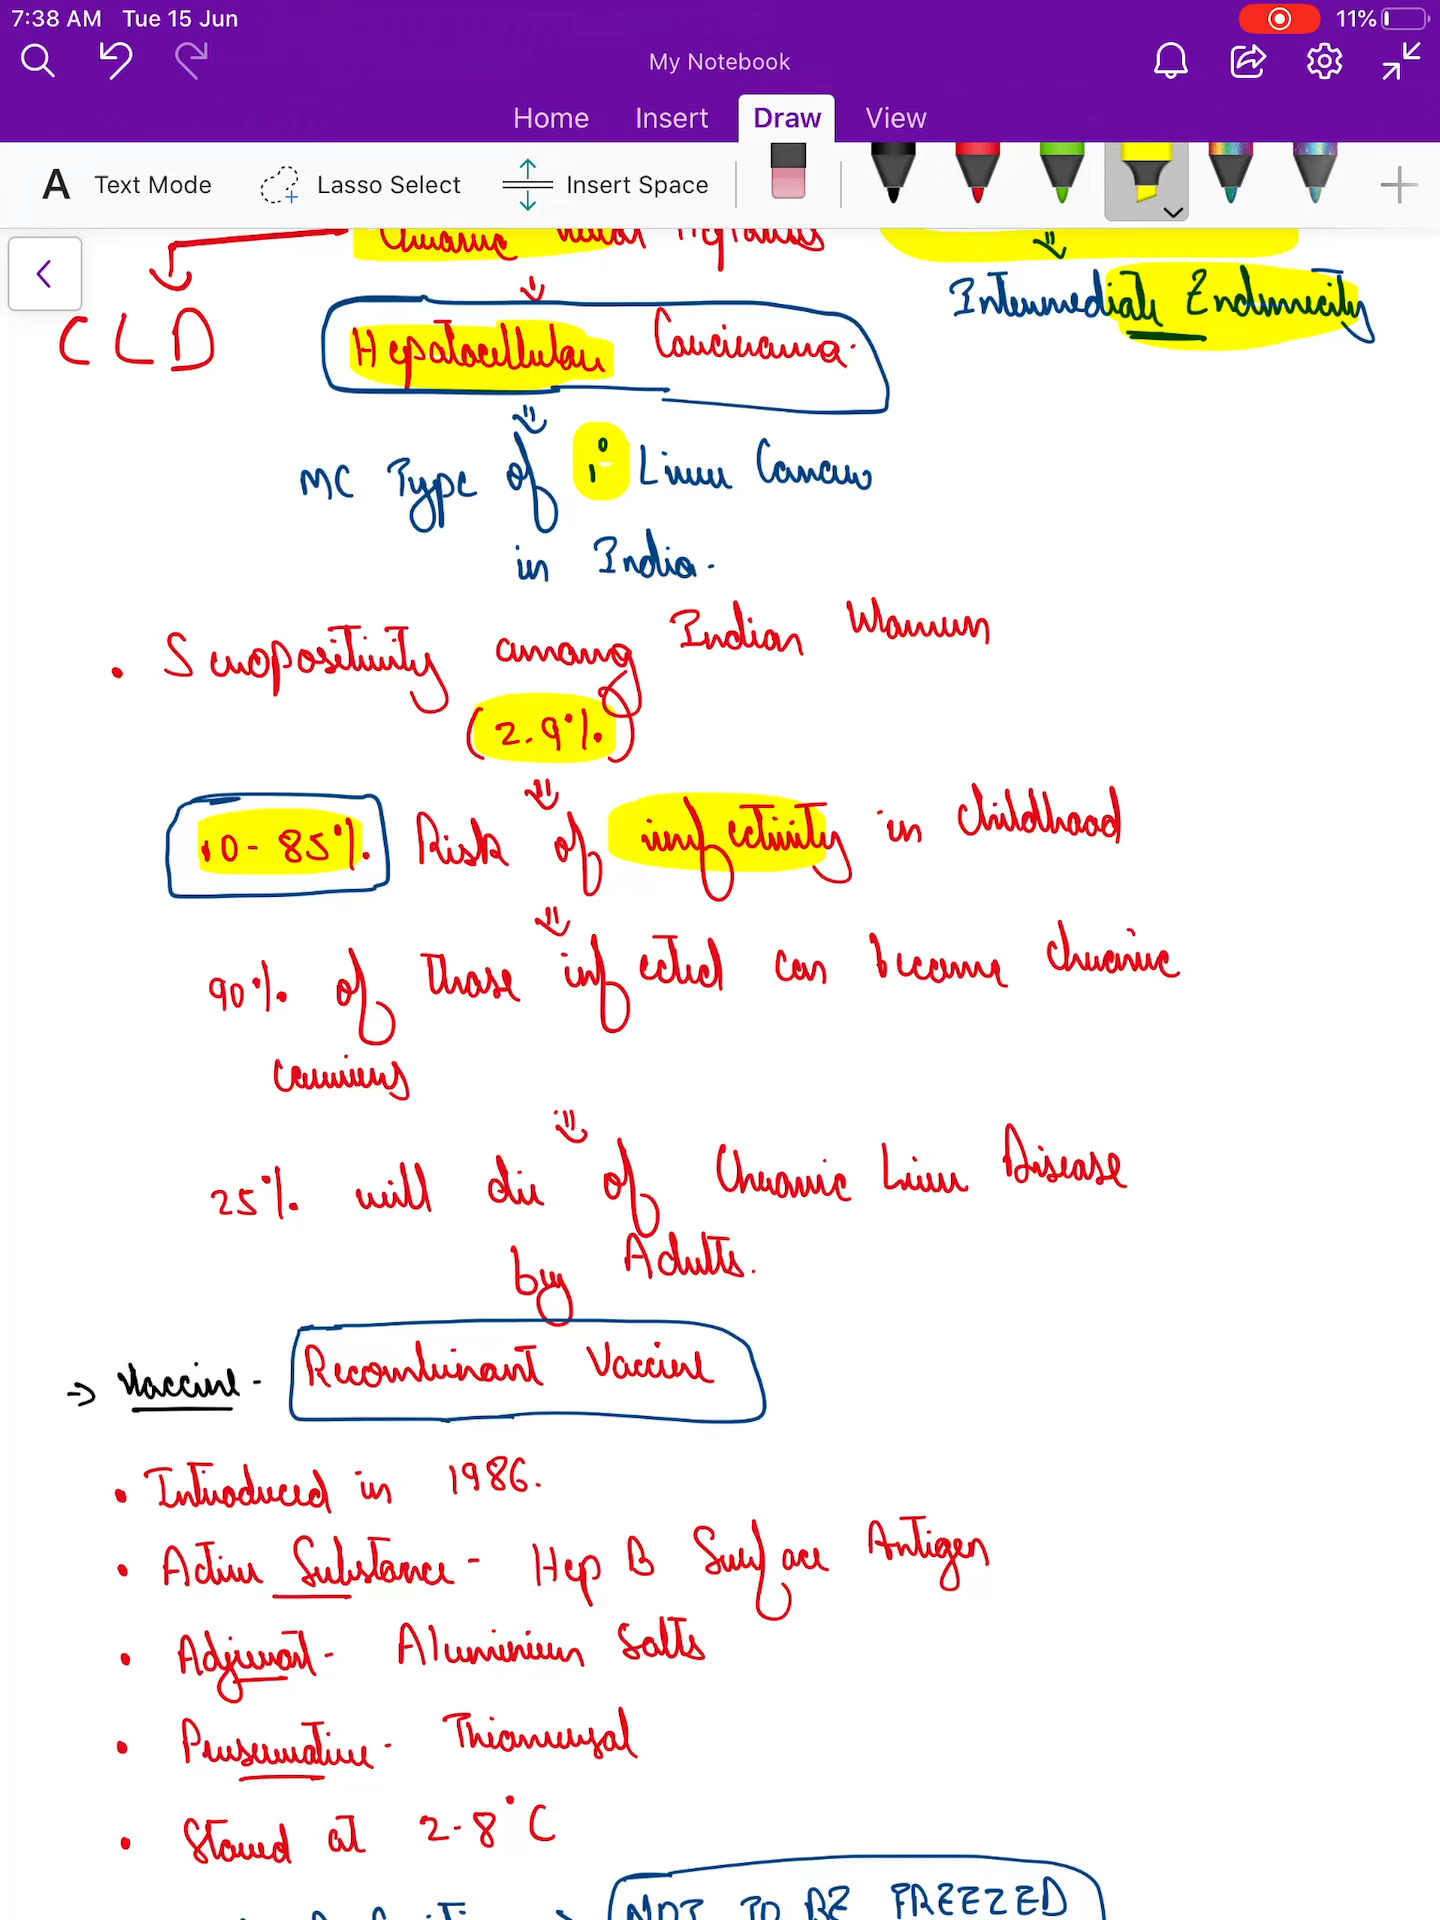 7:38 AM Tue 15 Jun
11%
My Notebook
Home Insert Draw View
A Text Mode Lasso Select Insert Space
Chronic Viral Hepatitis
Intermediate Endemicity
CLD
Hepatocellular Carcinoma.
MC Type of 1° Liver Cancer
in India.
• Seropositivity among Indian Women
(2.9%)
10-85% Risk of infectivity in childhood
90% of those infected can become chronic
carriers
25% will die of Chronic Liver Disease
by Adults.
→ Vaccine - Recombinant Vaccine
• Introduced in 1986.
• Active Substance - Hep B Surface Antigen
• Adjuvant - Aluminium Salts
• Preservative - Thiomersal
• Stored at 2-8°C
NOT TO BE FREEZED